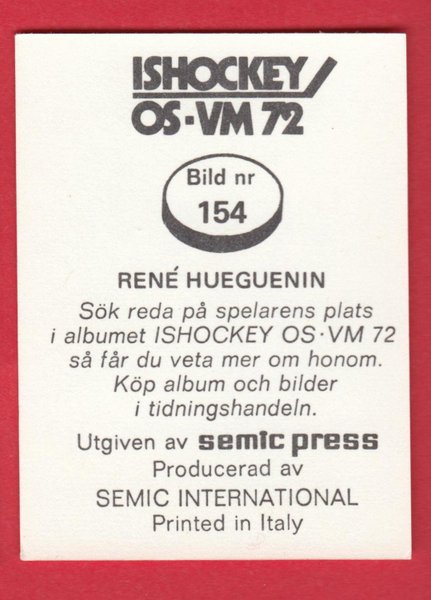 ISHOCKEY
OS·VM 72
Bild nr
154
RENÉ HUEGUENIN
Sök reda på spelarens plats
i albumet ISHOCKEY OS·VM 72
så får du veta mer om honom.
Köp album och bilder
i tidningshandeln.
Utgiven av semic press
Producerad av
SEMIC INTERNATIONAL
Printed in Italy